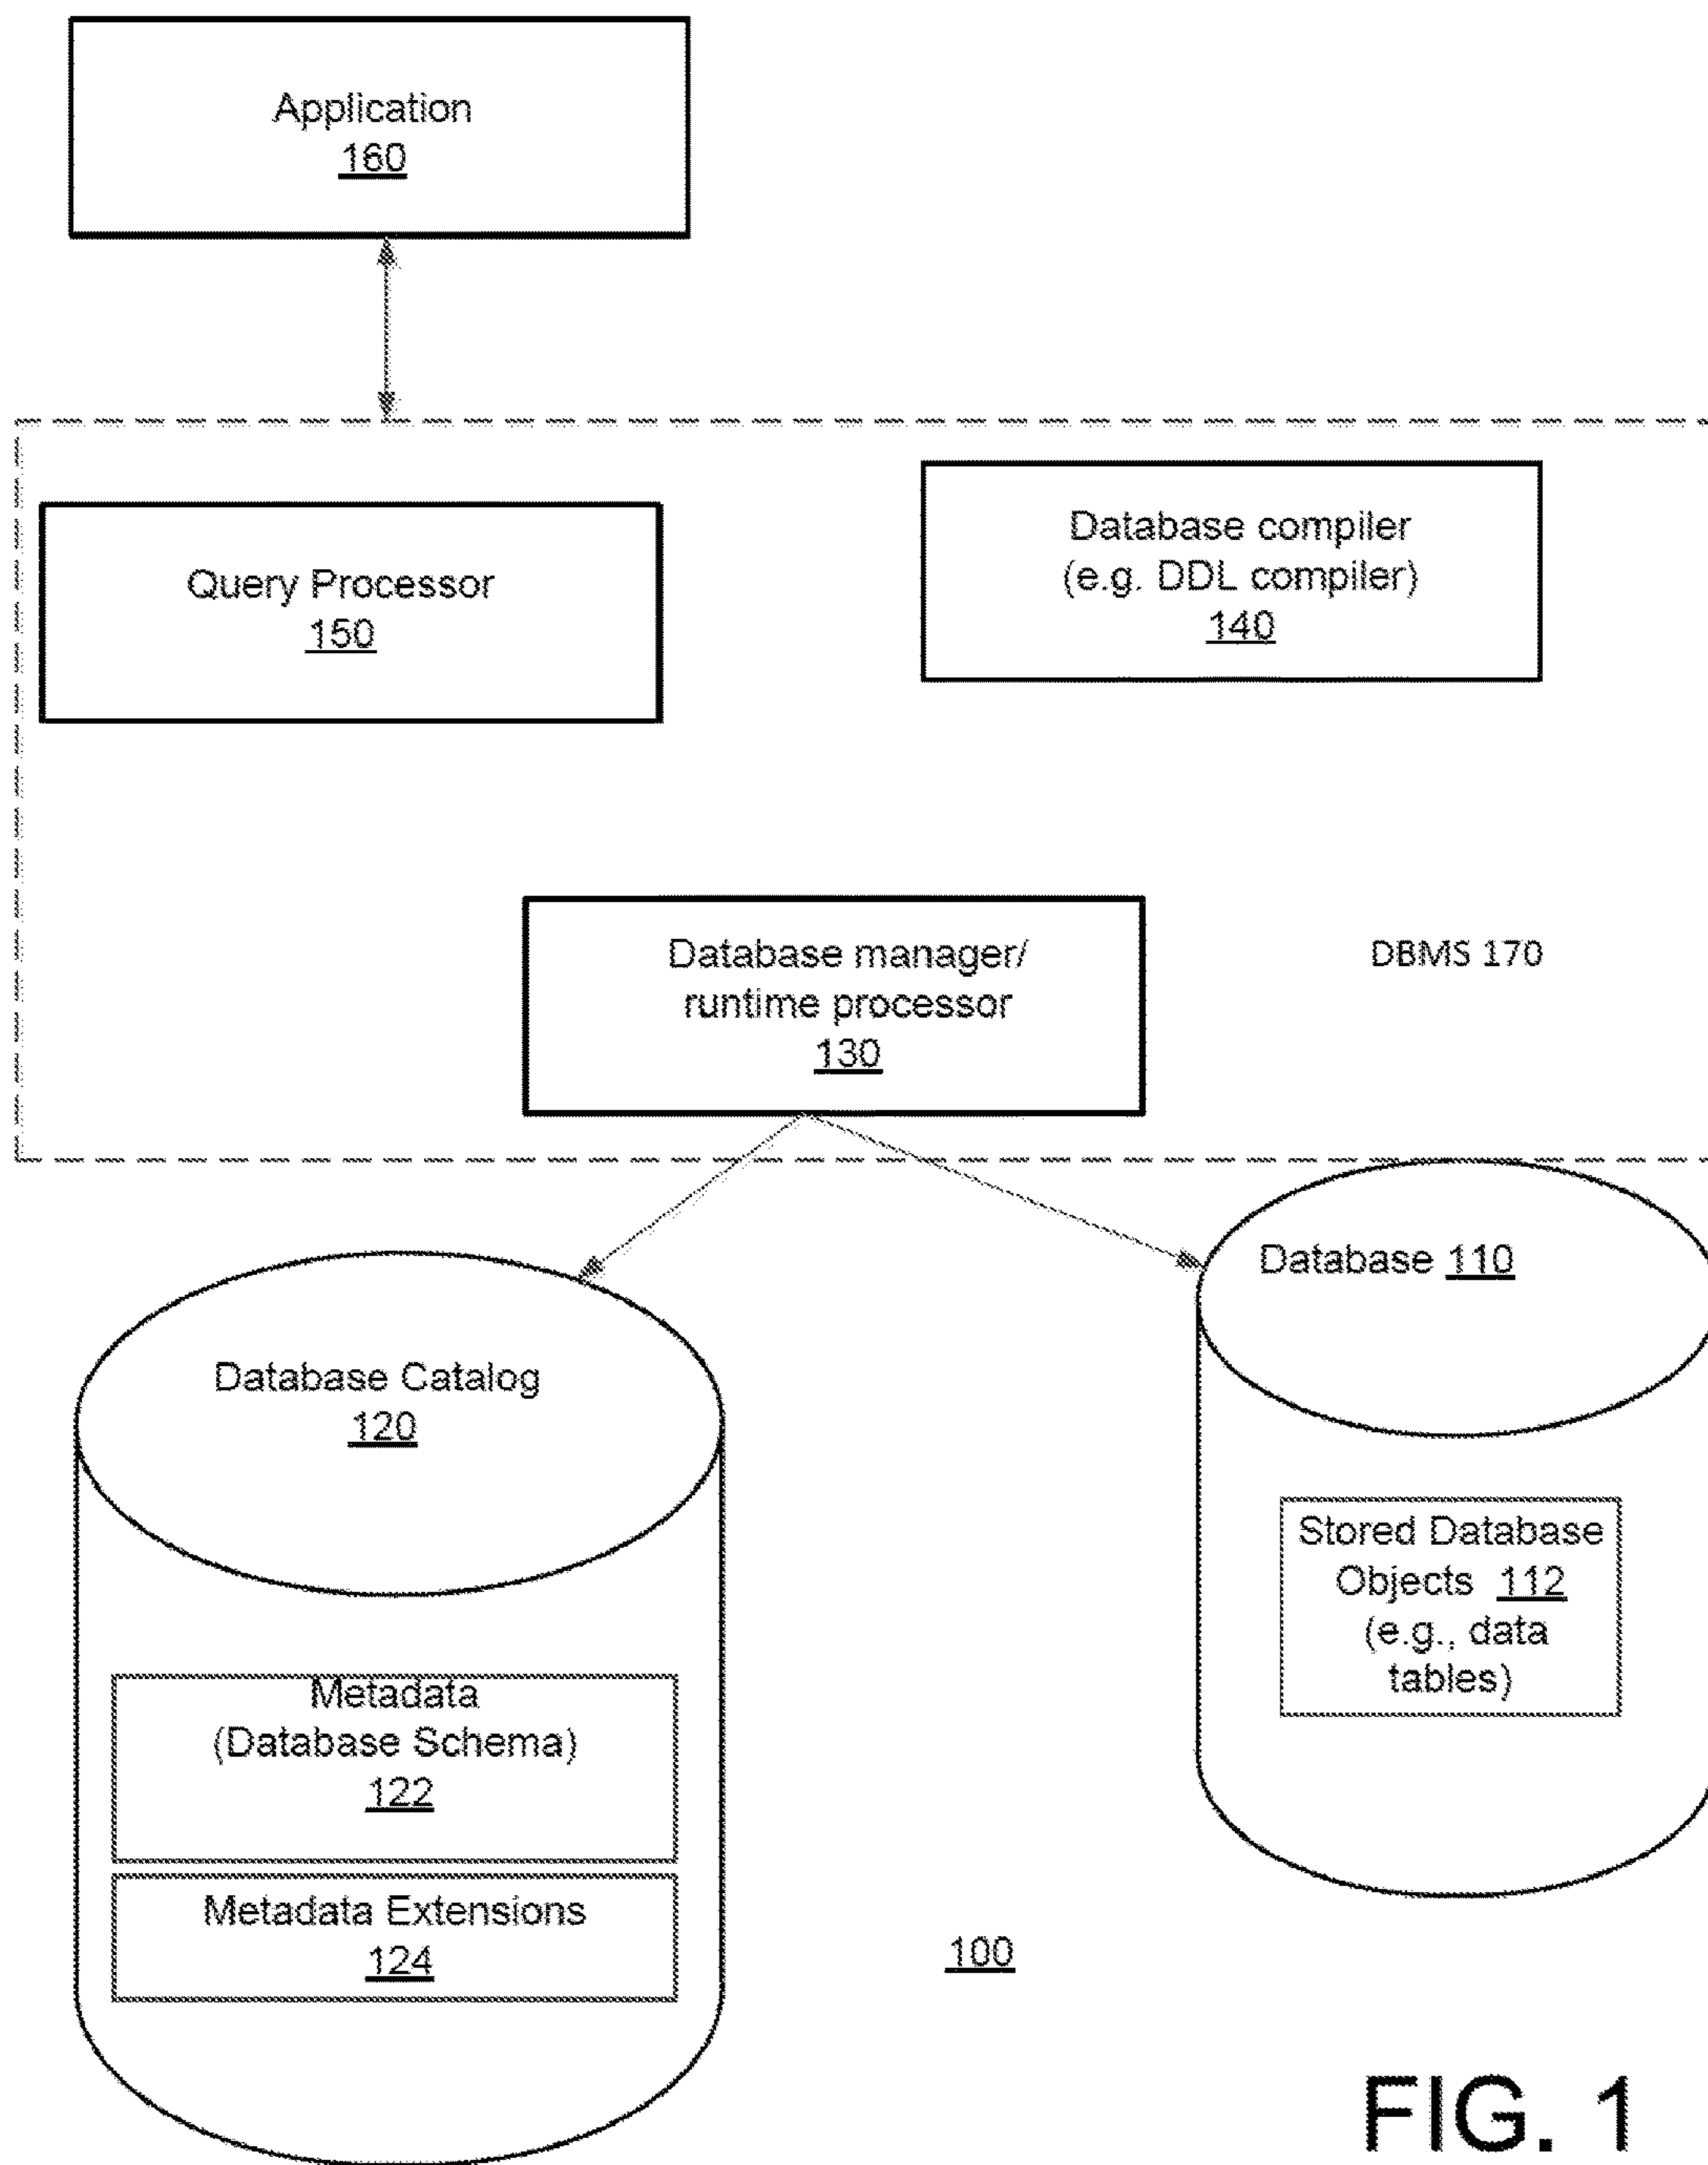 Application
160
Query Processor
150
Database compiler
(e.g. DDL compiler)
140
Database manager/
runtime processor
130
DBMS 170
Database 110
Database Catalog
120
Stored Database
Objects 112
(e.g., data
tables)
Metadata
(Database Schema)
122
Metadata Extensions
124
100
FIG. 1